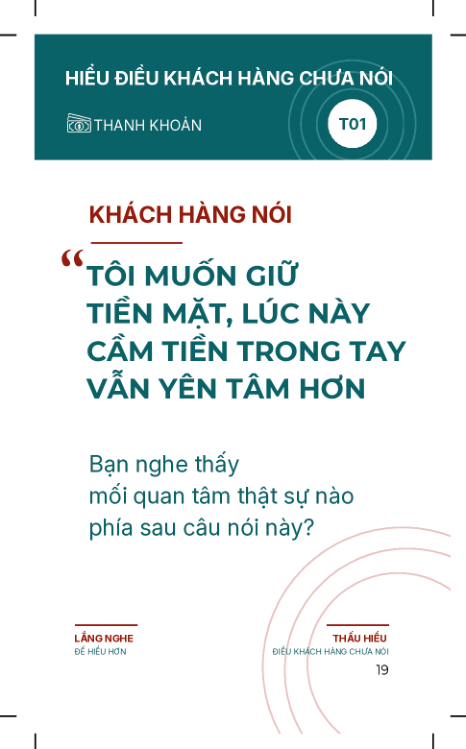 HIỂU ĐIỀU KHÁCH HÀNG CHƯA NÓI
THANH KHOẢN
T01
KHÁCH HÀNG NÓI
“TÔI MUỐN GIỮ
TIỀN MẶT, LÚC NÀY
CẦM TIỀN TRONG TAY
VẪN YÊN TÂM HƠN
Bạn nghe thấy
mối quan tâm thật sự nào
phía sau câu nói này?
LẮNG NGHE
ĐỂ HIỂU HƠN
THẤU HIỂU
ĐIỀU KHÁCH HÀNG CHƯA NÓI
19